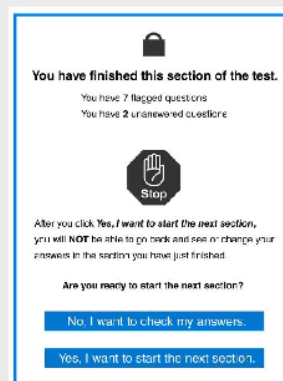 You have finished this section of the test.
You have 7 flagged questions
You have 2 unanswered questions
Stop
After you click Yes, I want to start the next section,
you will NOT be able to go back and see or change your
answers in the section you have just finished.
Are you ready to start the next section?
No, I want to check my answers.
Yes, I want to start the next section.